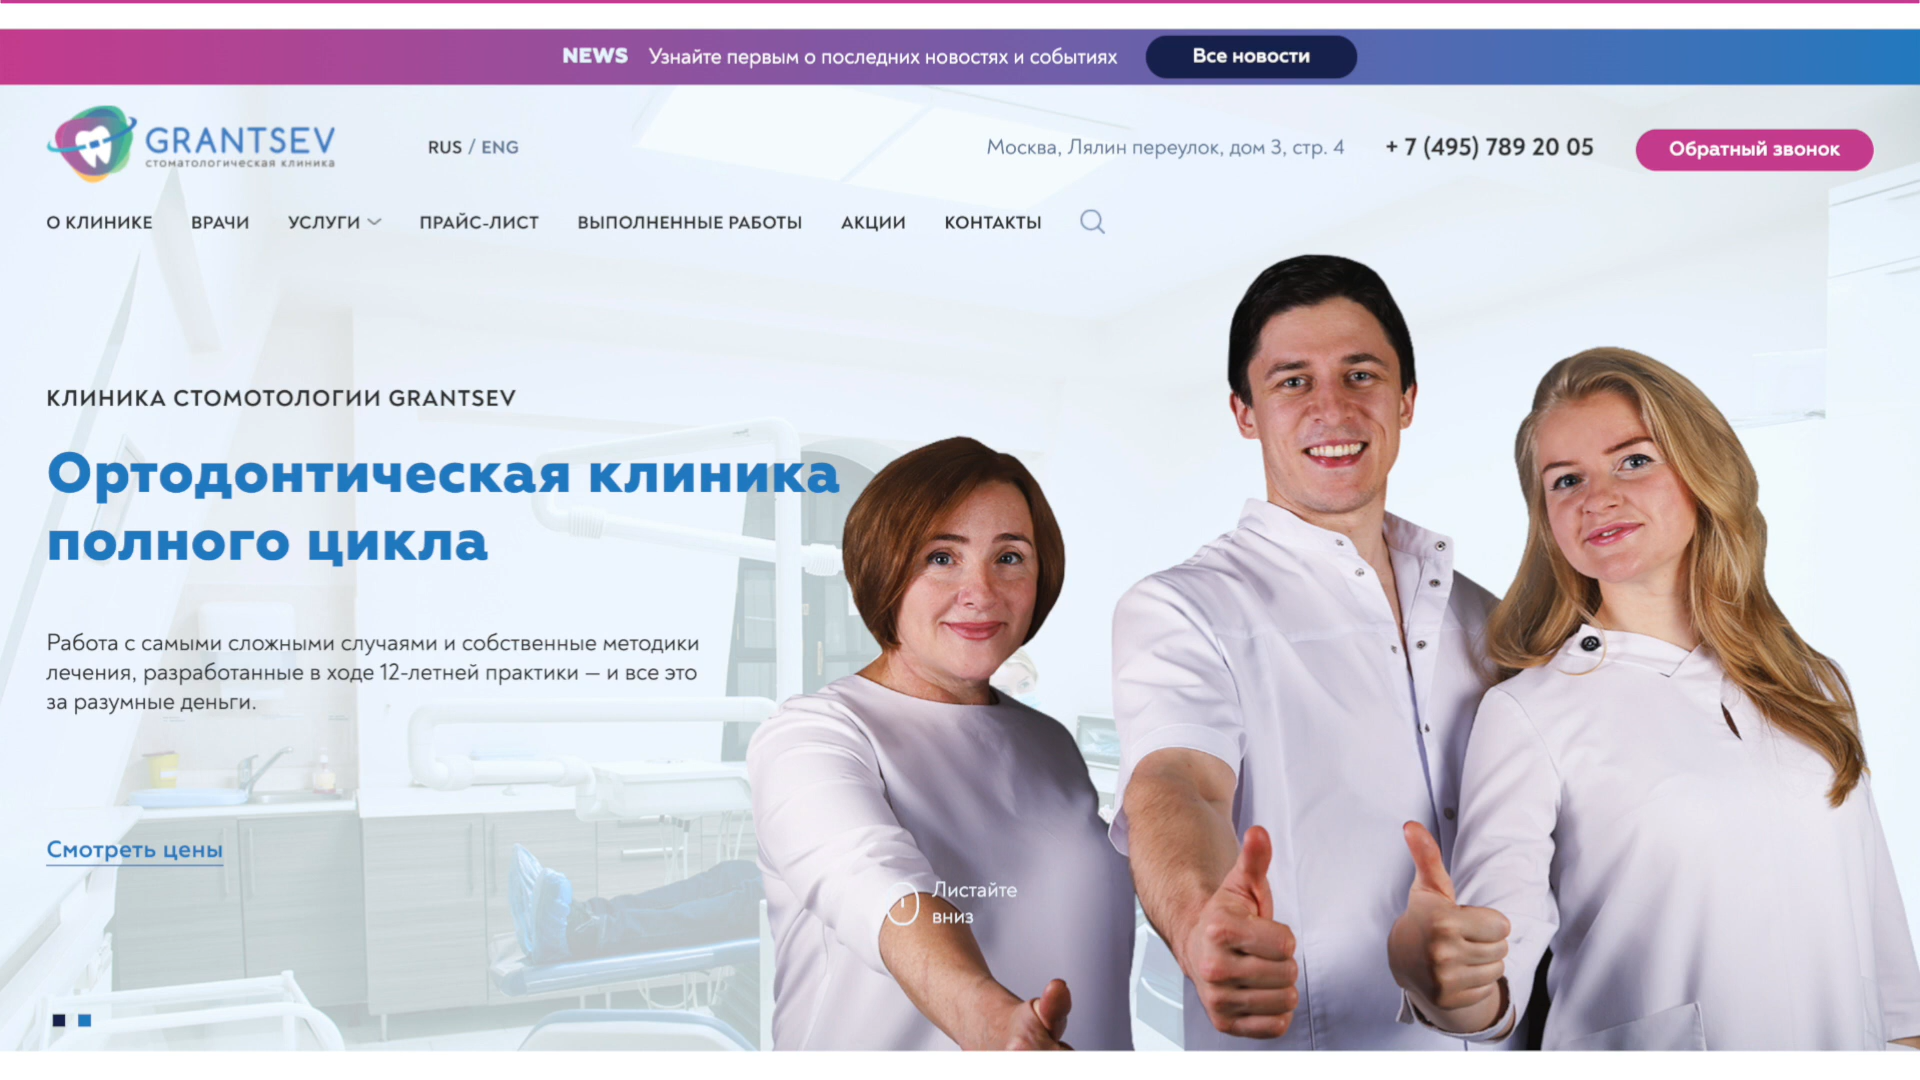 NEWS Узнайте первым о последних новостях и событиях Все новости
GRANTSEV
стоматологическая клиника
RUS / ENG
Москва, Лялин переулок, дом 3, стр. 4
+ 7 (495) 789 20 05
Обратный звонок
О КЛИНИКЕ ВРАЧИ УСЛУГИ ПРАЙС-ЛИСТ ВЫПОЛНЕННЫЕ РАБОТЫ АКЦИИ КОНТАКТЫ
КЛИНИКА СТОМОТОЛОГИИ GRANTSEV
Ортодонтическая клиника
полного цикла
Работа с самыми сложными случаями и собственные методики
лечения, разработанные в ходе 12-летней практики — и все это
за разумные деньги.
Смотреть цены
Листайте
вниз